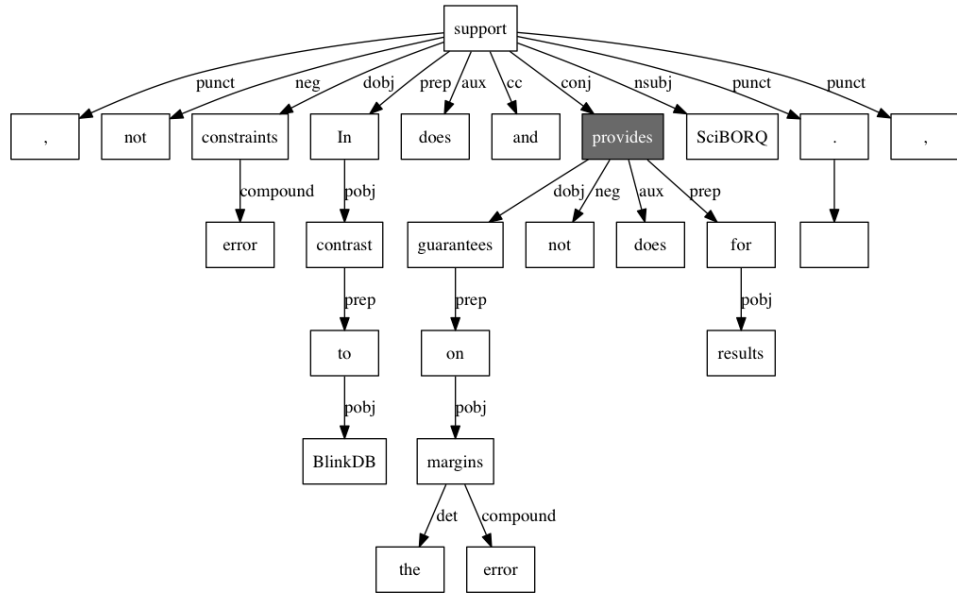 support
punct neg dobj prep aux cc conj nsubj punct punct
, not constraints In does and provides SciBORQ . ,
compound pobj dobj neg aux prep
error contrast guarantees not does for
prep prep pobj
to on results
pobj pobj
BlinkDB margins
det compound
the error